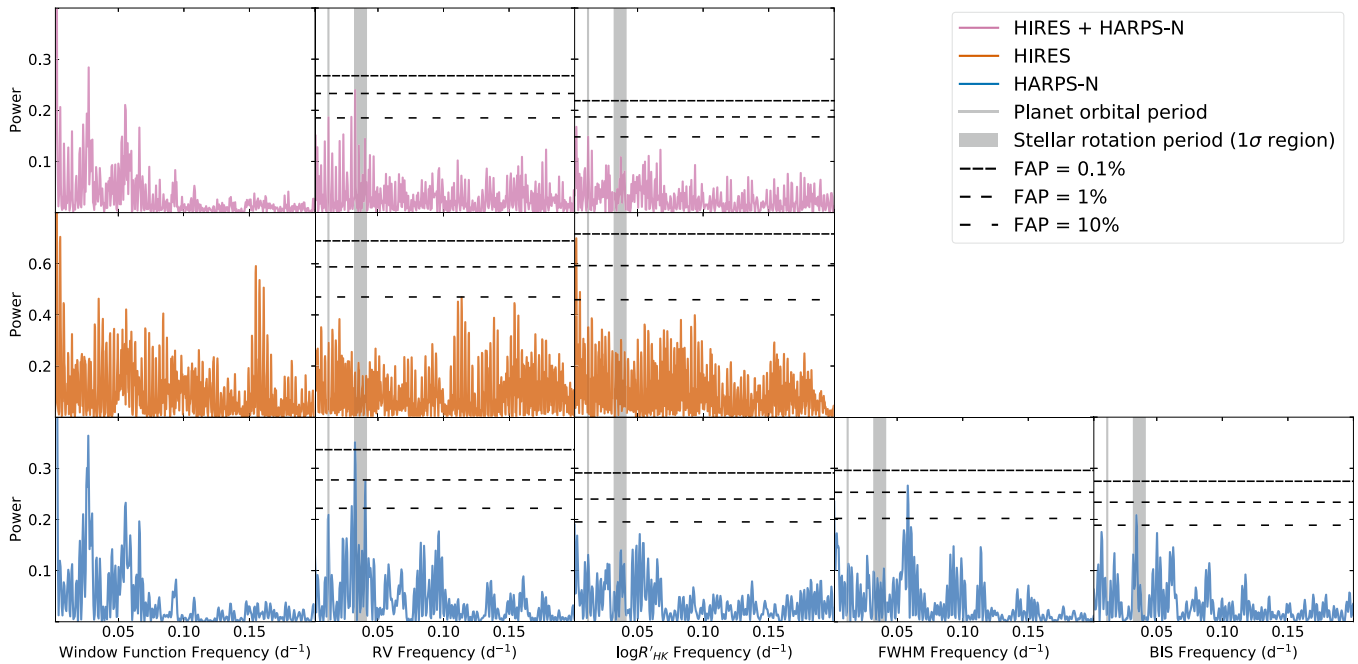 HIRES + HARPS-N
HIRES
HARPS-N
Planet orbital period
Stellar rotation period (1σ region)
FAP = 0.1%
FAP = 1%
FAP = 10%
Power
0.3
0.2
0.1
Power
0.6
0.4
0.2
Power
0.3
0.2
0.1
0.05 0.10 0.15
0.05 0.10 0.15
0.05 0.10 0.15
0.05 0.10 0.15
0.05 0.10 0.15
Window Function Frequency (d⁻¹)
RV Frequency (d⁻¹)
logR'HK Frequency (d⁻¹)
FWHM Frequency (d⁻¹)
BIS Frequency (d⁻¹)